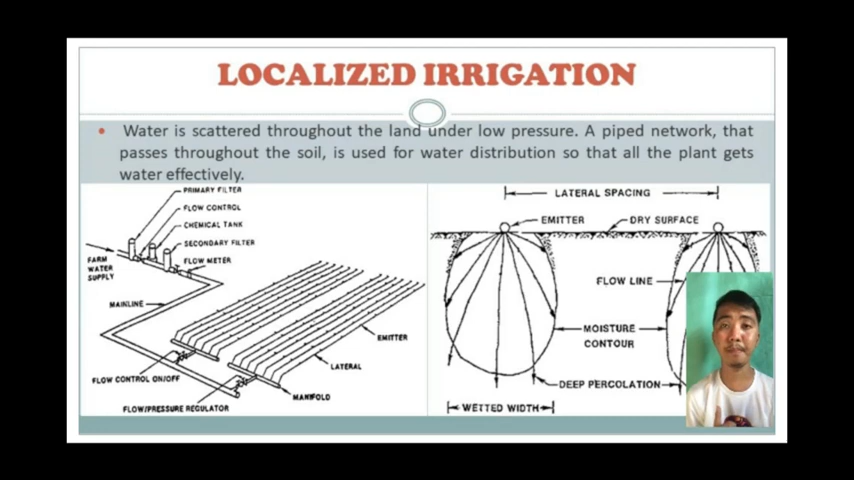 LOCALIZED IRRIGATION
• Water is scattered throughout the land under low pressure. A piped network, that
passes throughout the soil, is used for water distribution so that all the plant gets
water effectively.
PRIMARY FILTER
FLOW CONTROL
CHEMICAL TANK
SECONDARY FILTER
FLOW METER
FARM
WATER
SUPPLY
MAINLINE
EMITTER
LATERAL
FLOW CONTROL ON/OFF
MANIFOLD
FLOW/PRESSURE REGULATOR
LATERAL SPACING
EMITTER
DRY SURFACE
FLOW LINE
MOISTURE
CONTOUR
DEEP PERCOLATION
WETTED WIDTH